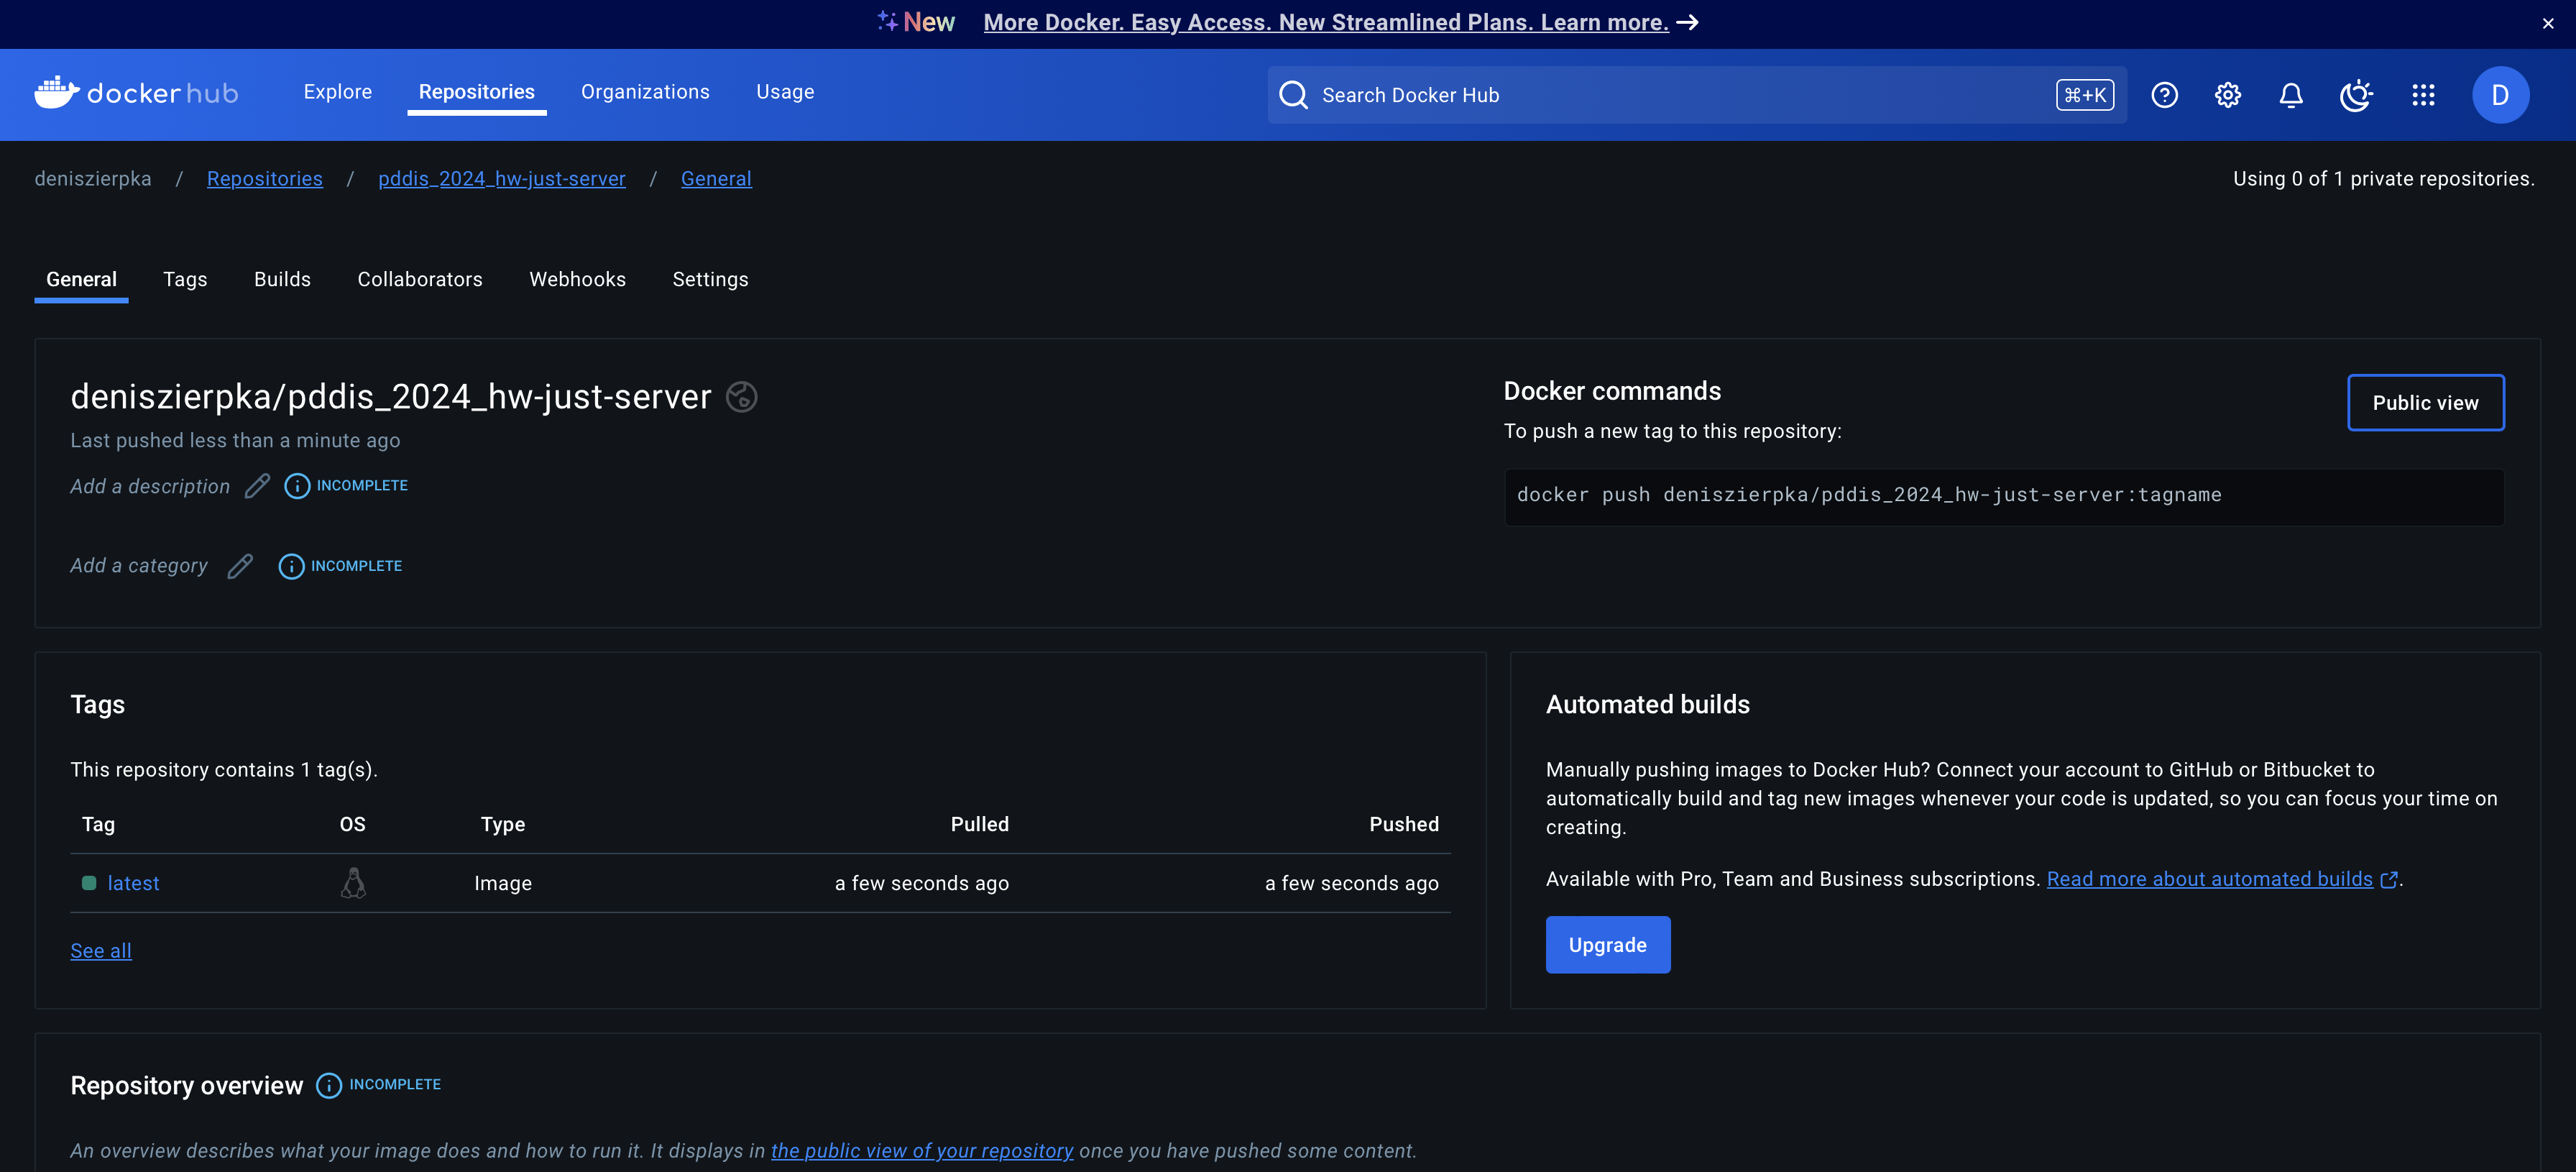 New More Docker. Easy Access. New Streamlined Plans. Learn more. → ×
docker hub Explore Repositories Organizations Usage Search Docker Hub ⌘+K D
deniszierpka / Repositories / pddis_2024_hw-just-server / General Using 0 of 1 private repositories.
General Tags Builds Collaborators Webhooks Settings
deniszierpka/pddis_2024_hw-just-server
Last pushed less than a minute ago
Add a description INCOMPLETE
Add a category INCOMPLETE
Docker commands
To push a new tag to this repository:
Public view
docker push deniszierpka/pddis_2024_hw-just-server:tagname
Tags
This repository contains 1 tag(s).
Tag OS Type Pulled Pushed
latest Image a few seconds ago a few seconds ago
See all
Automated builds
Manually pushing images to Docker Hub? Connect your account to GitHub or Bitbucket to
automatically build and tag new images whenever your code is updated, so you can focus your time on
creating.
Available with Pro, Team and Business subscriptions. Read more about automated builds .
Upgrade
Repository overview INCOMPLETE
An overview describes what your image does and how to run it. It displays in the public view of your repository once you have pushed some content.